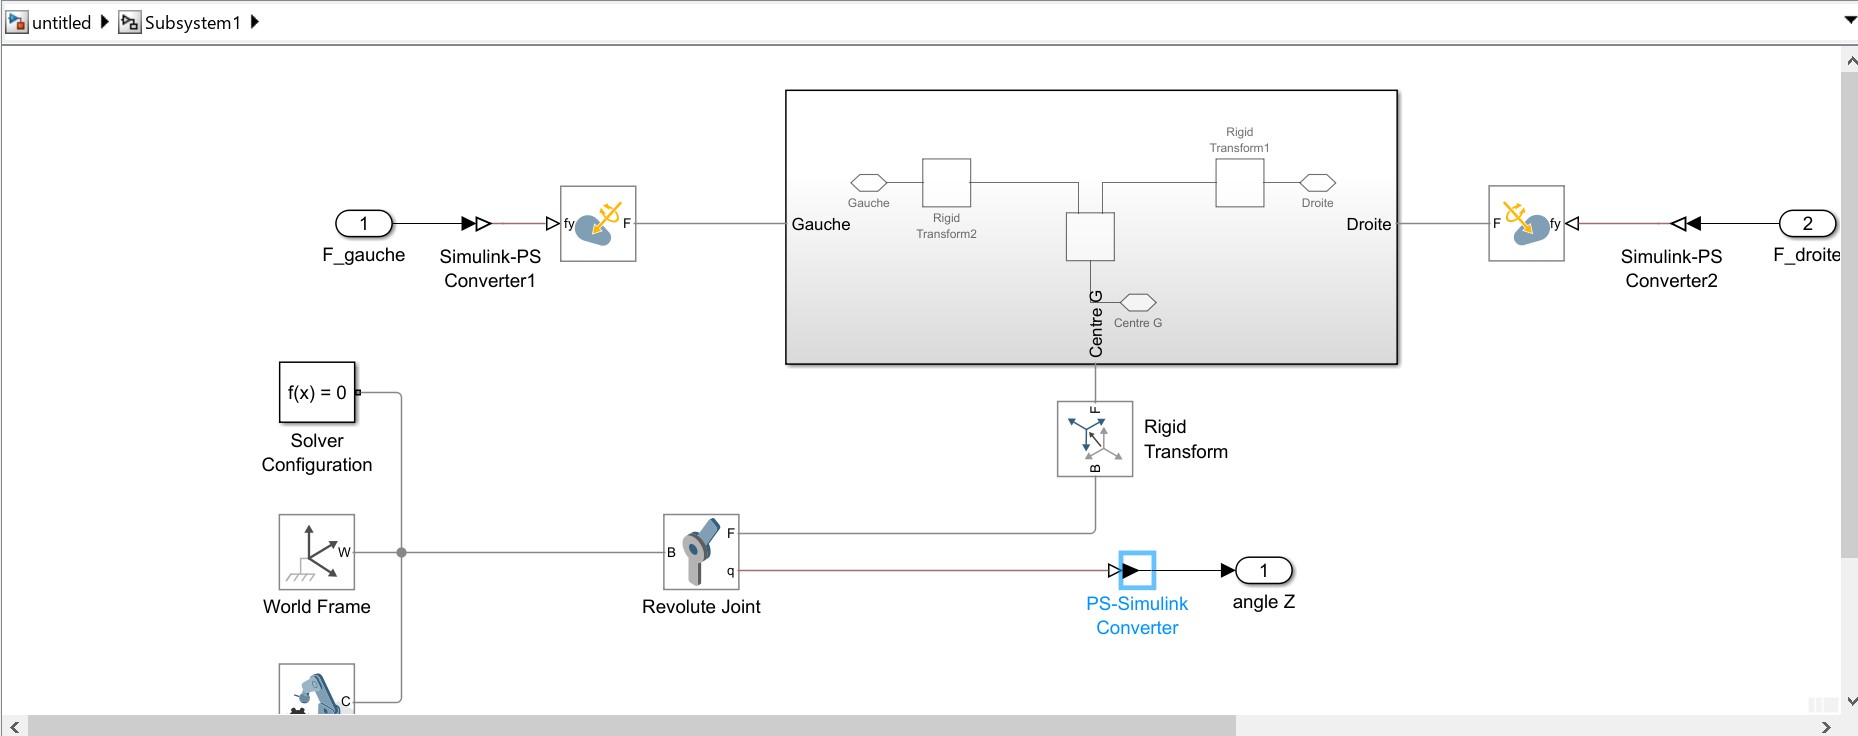 untitled Subsystem1
Rigid
Transform1
Gauche
Rigid
Transform2
Droite
1
F_gauche
Simulink-PS
Converter1
fy F
Gauche
Droite
F fy
Simulink-PS
Converter2
2
F_droite
Centre G
Centre G
f(x) = 0
Solver
Configuration
F
B
Rigid
Transform
W
World Frame
B F
q
Revolute Joint
PS-Simulink
Converter
1
angle Z
C